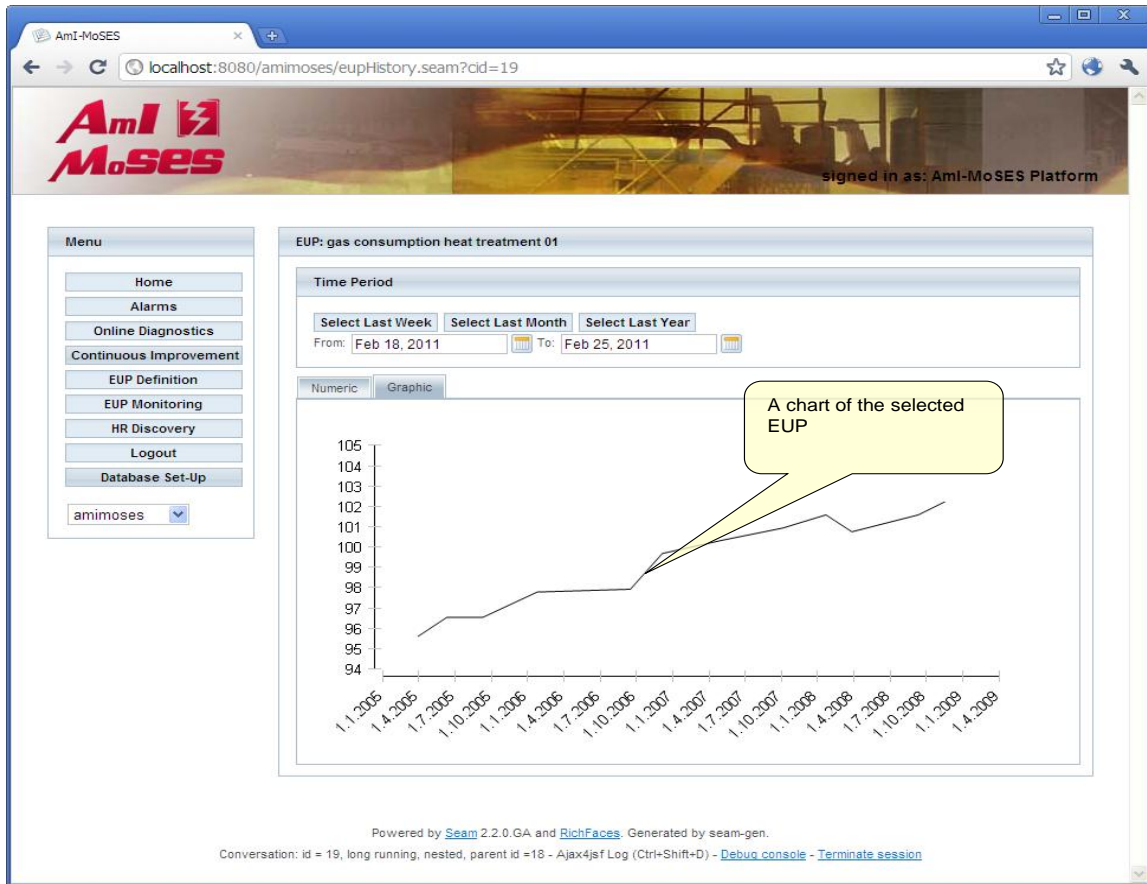 AmI-MoSES
localhost:8080/amimoses/eupHistory.seam?cid=19
AmI
MoSES
signed in as: AmI-MoSES Platform
Menu
Home
Alarms
Online Diagnostics
Continuous Improvement
EUP Definition
EUP Monitoring
HR Discovery
Logout
Database Set-Up
amimoses
EUP: gas consumption heat treatment 01
Time Period
Select Last Week Select Last Month Select Last Year
From: Feb 18, 2011 To: Feb 25, 2011
Numeric Graphic
A chart of the selected
EUP
105
104
103
102
101
100
99
98
97
96
95
94
1.1.2005
1.4.2005
1.7.2005
1.10.2005
1.1.2006
1.4.2006
1.7.2006
1.10.2006
1.1.2007
1.4.2007
1.7.2007
1.10.2007
1.1.2008
1.4.2008
1.7.2008
1.10.2008
1.1.2009
1.4.2009
Powered by Seam 2.2.0.GA and RichFaces. Generated by seam-gen.
Conversation: id = 19, long running, nested, parent id =18 - Ajax4jsf Log (Ctrl+Shift+D) - Debug console - Terminate session